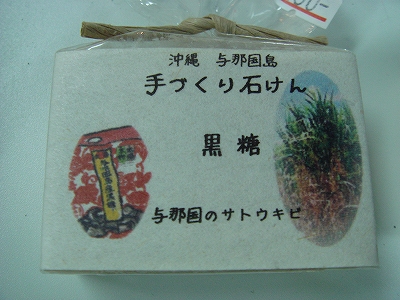 沖縄 与那国島
手づくり石けん
黒糖
与那国のサトウキビ